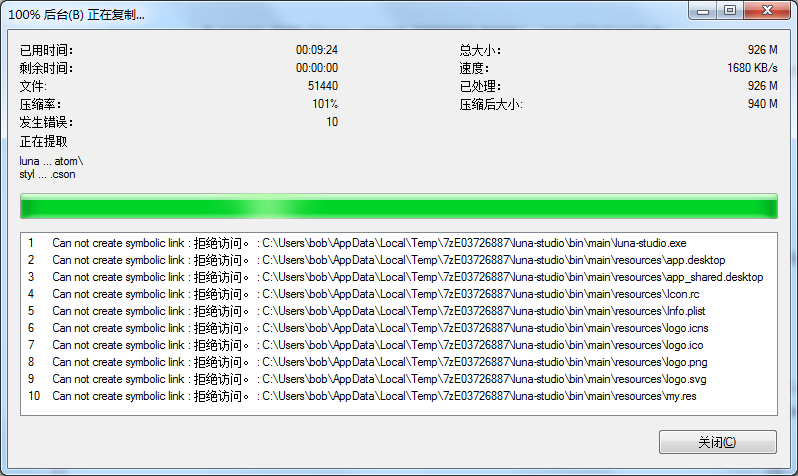 100% 后台(B) 正在复制...
已用时间： 00:09:24 总大小： 926 M
剩余时间： 00:00:00 速度： 1680 KB/s
文件: 51440 已处理： 926 M
压缩率： 101% 压缩后大小: 940 M
发生错误： 10
正在提取
luna ... atom\
styl ... .cson
1 Can not create symbolic link : 拒绝访问。 : C:\Users\bob\AppData\Local\Temp\7zE03726887\luna-studio\bin\main\luna-studio.exe
2 Can not create symbolic link : 拒绝访问。 : C:\Users\bob\AppData\Local\Temp\7zE03726887\luna-studio\bin\main\resources\app.desktop
3 Can not create symbolic link : 拒绝访问。 : C:\Users\bob\AppData\Local\Temp\7zE03726887\luna-studio\bin\main\resources\app_shared.desktop
4 Can not create symbolic link : 拒绝访问。 : C:\Users\bob\AppData\Local\Temp\7zE03726887\luna-studio\bin\main\resources\Icon.rc
5 Can not create symbolic link : 拒绝访问。 : C:\Users\bob\AppData\Local\Temp\7zE03726887\luna-studio\bin\main\resources\Info.plist
6 Can not create symbolic link : 拒绝访问。 : C:\Users\bob\AppData\Local\Temp\7zE03726887\luna-studio\bin\main\resources\logo.icns
7 Can not create symbolic link : 拒绝访问。 : C:\Users\bob\AppData\Local\Temp\7zE03726887\luna-studio\bin\main\resources\logo.ico
8 Can not create symbolic link : 拒绝访问。 : C:\Users\bob\AppData\Local\Temp\7zE03726887\luna-studio\bin\main\resources\logo.png
9 Can not create symbolic link : 拒绝访问。 : C:\Users\bob\AppData\Local\Temp\7zE03726887\luna-studio\bin\main\resources\logo.svg
10 Can not create symbolic link : 拒绝访问。 : C:\Users\bob\AppData\Local\Temp\7zE03726887\luna-studio\bin\main\resources\my.res
关闭(C)